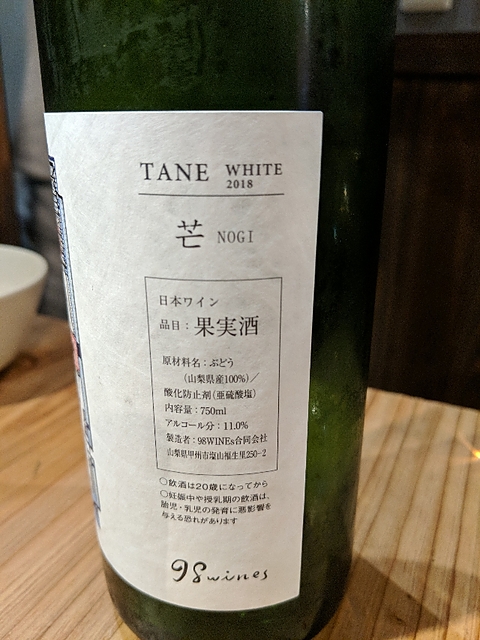 TANE WHITE
2018
芒 NOGI
日本ワイン
品目：果実酒
原材料名：ぶどう
（山梨県産100%）／
酸化防止剤（亜硫酸塩）
内容量：750ml
アルコール分：11.0%
製造者：98WINEs合同会社
山梨県甲州市塩山福生里250-2
○飲酒は20歳になってから
○妊娠中や授乳期の飲酒は、
胎児・乳児の発育に悪影響を
与える恐れがあります
98wines